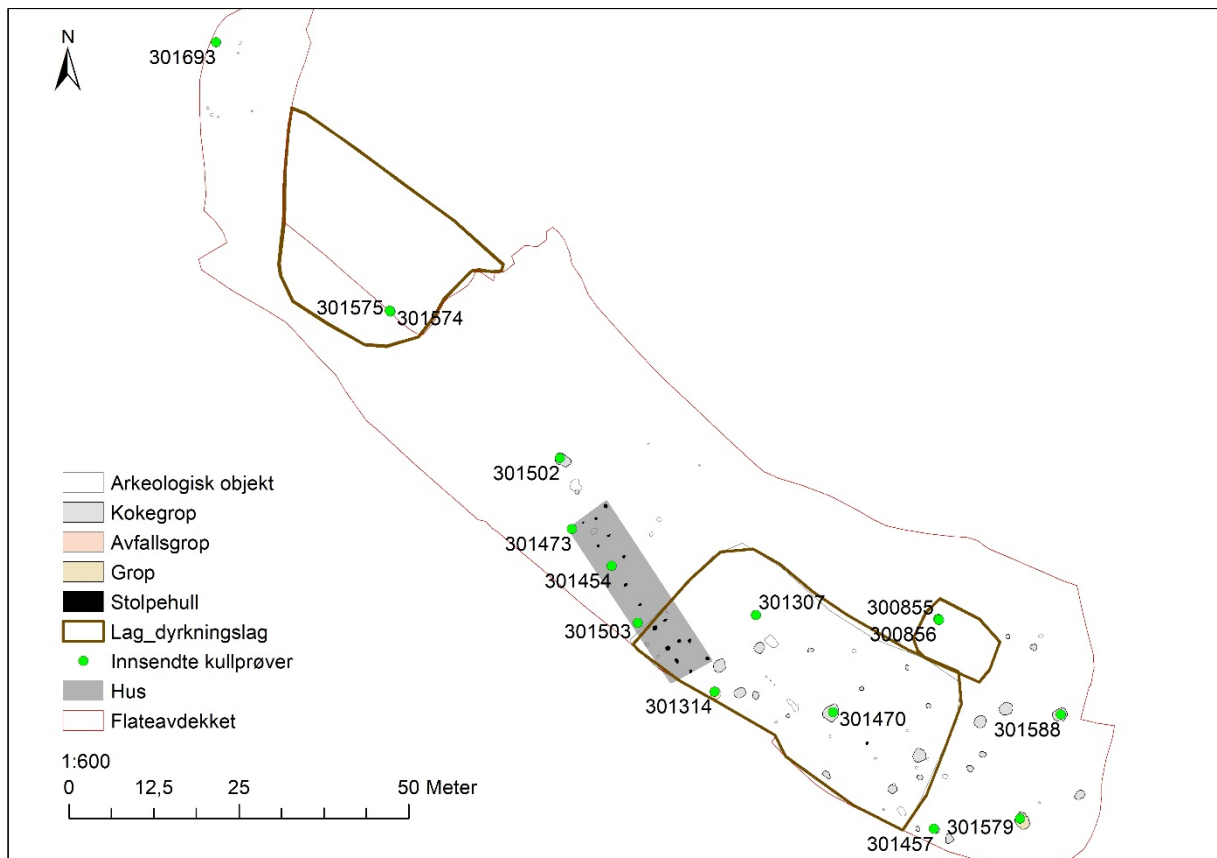 N
301693
301575
301574
301502
301473
301454
301503
301307
300855
300856
301314
301470
301588
301457
301579
Arkeologisk objekt
Kokegrop
Avfallsgrop
Grop
Stolpehull
Lag_dyrkningslag
Innsendte kullprøver
Hus
Flateavdekket
1:600
0 12,5 25 50 Meter